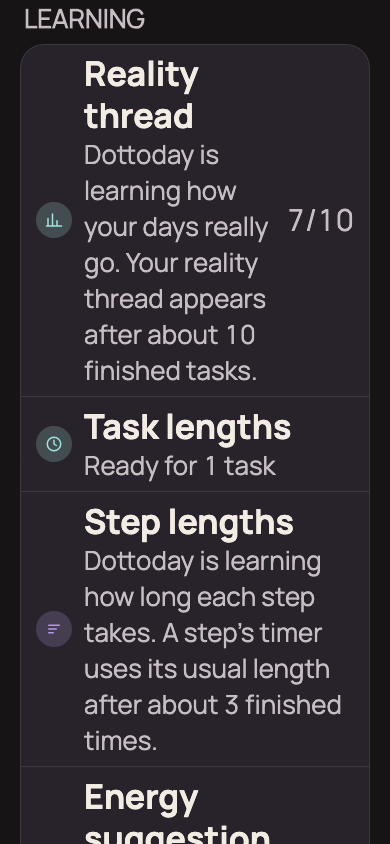 LEARNING
Reality
thread
Dottoday is
learning how
your days really
go. Your reality
thread appears
after about 10
finished tasks.
7/10
Task lengths
Ready for 1 task
Step lengths
Dottoday is learning
how long each step
takes. A step’s timer
uses its usual length
after about 3 finished
times.
Energy
suggestion